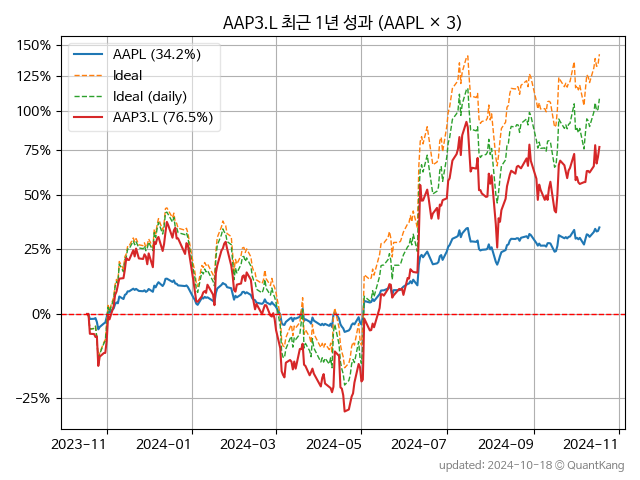 AAP3.L 최근 1년 성과 (AAPL × 3)
150%
125%
100%
75%
50%
25%
0%
−25%
AAPL (34.2%)
Ideal
Ideal (daily)
AAP3.L (76.5%)
2023-11 2024-01 2024-03 2024-05 2024-07 2024-09 2024-11
updated: 2024-10-18 © QuantKang